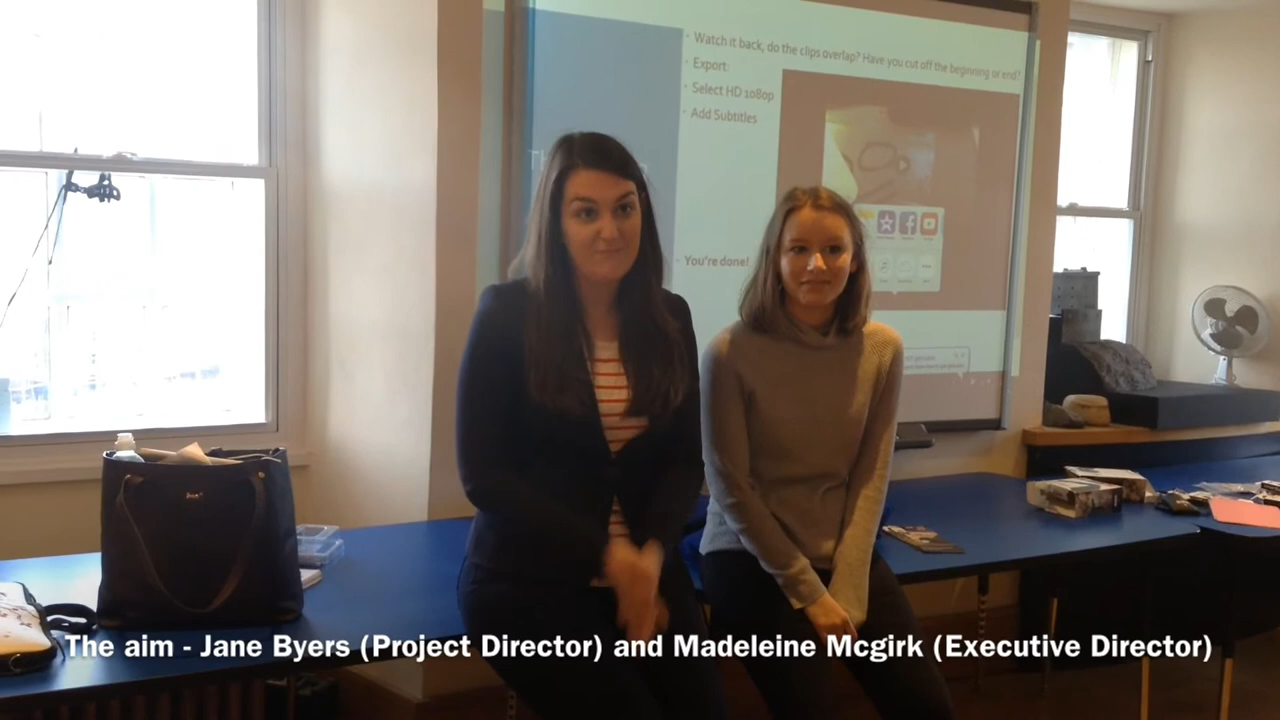 - Watch it back, do the clips overlap? Have you cut off the beginning or end?
- Export:
- Select HD 1080p
- Add Subtitles
- You're done!
The aim - Jane Byers (Project Director) and Madeleine Mcgirk (Executive Director)